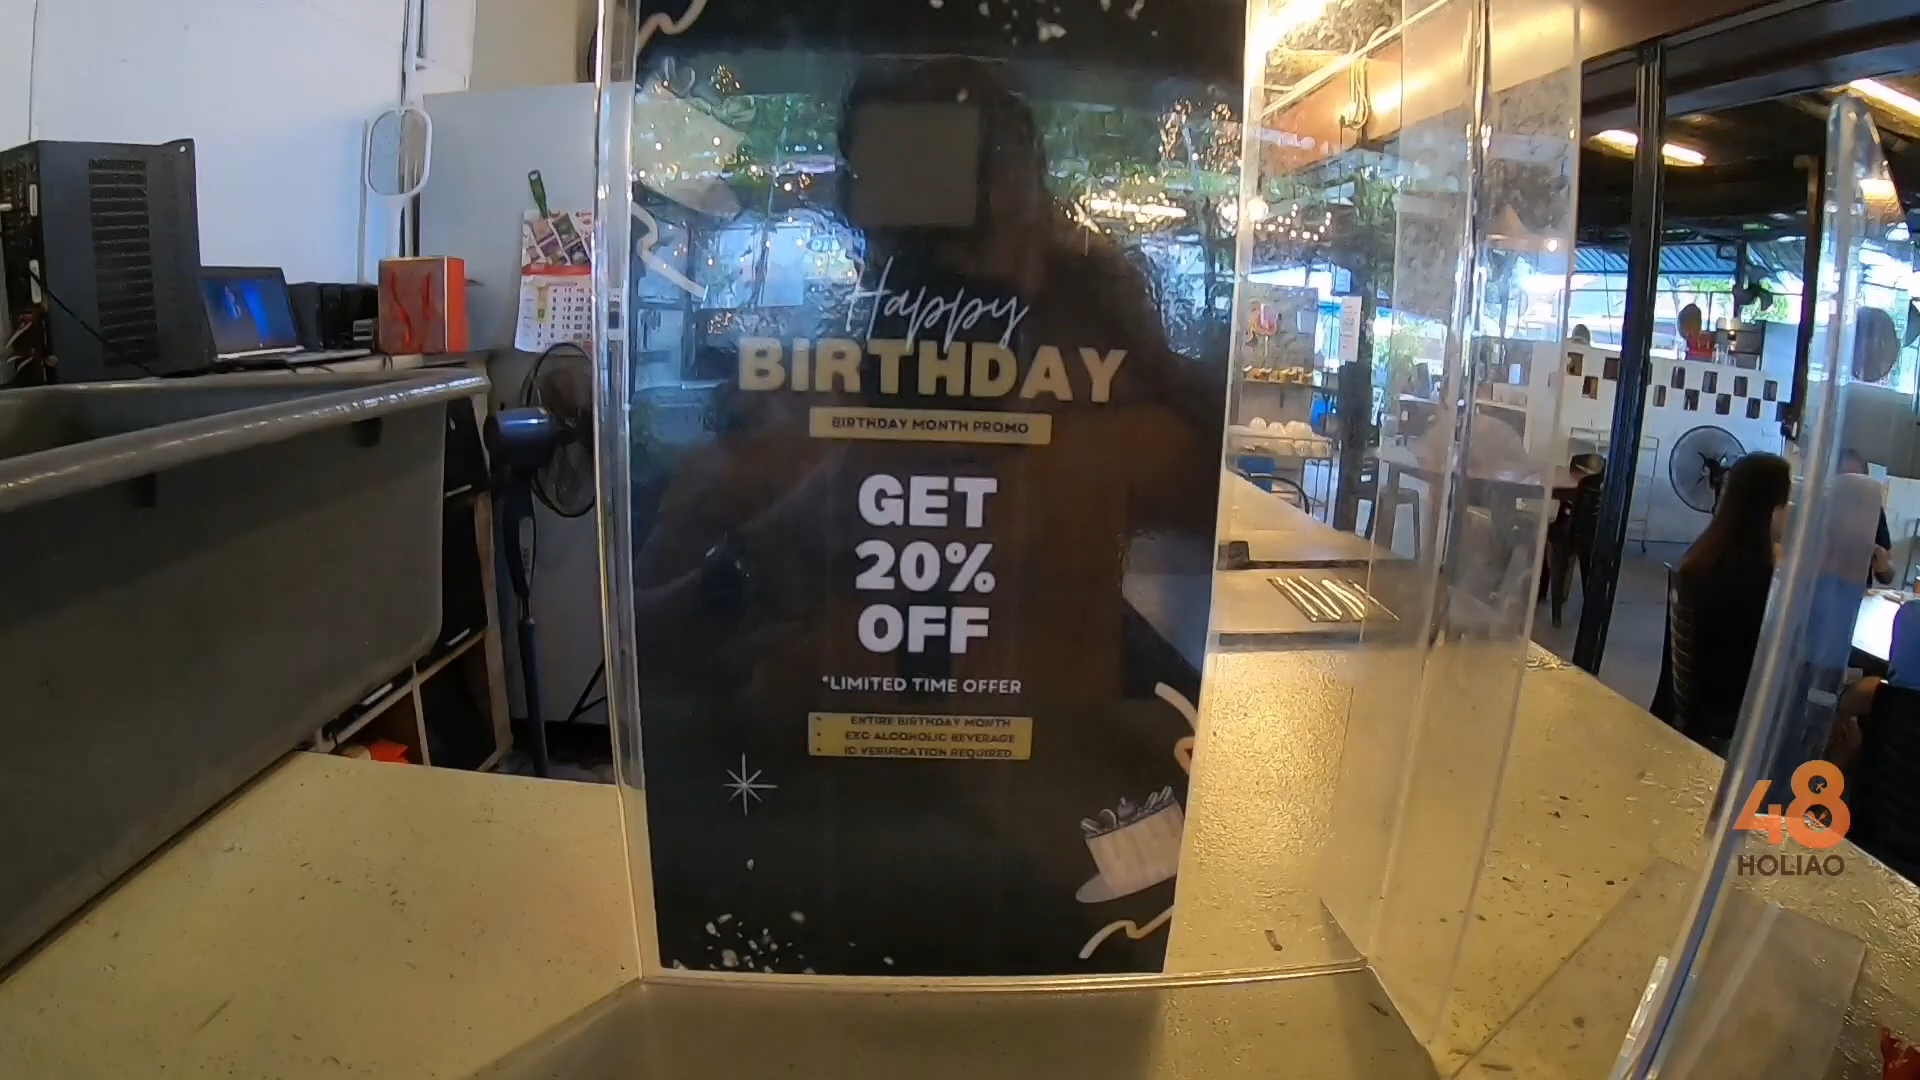 Happy
BIRTHDAY
BIRTHDAY MONTH PROMO
GET
20%
OFF
*LIMITED TIME OFFER
• ENTIRE BIRTHDAY MONTH
• EXC ALCOHOLIC BEVERAGE
• ID VERIFICATION REQUIRED
48
HOLIAO